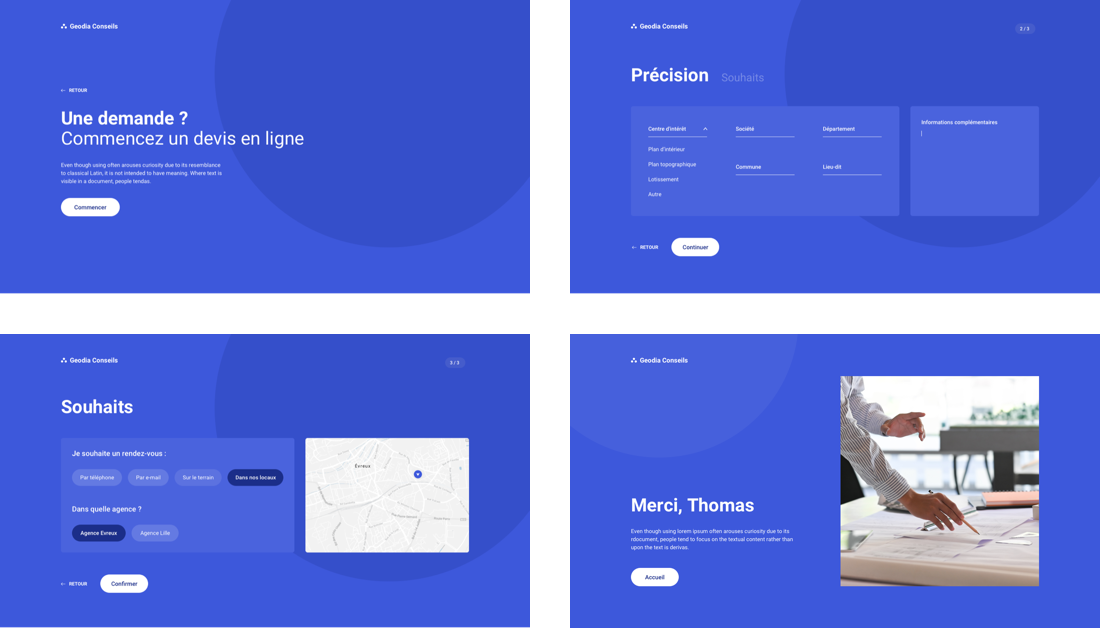 Geodia Conseils
← RETOUR
Une demande ?
Commencez un devis en ligne
Even though using often arouses curiosity due to its resemblance
to classical Latin, it is not intended to have meaning. Where text is
visible in a document, people tendas.
Commencer
Geodia Conseils
2 / 3
Précision Souhaits
Centre d'intérêt Société Département
Plan d'intérieur
Plan topographique
Lotissement
Autre
Commune Lieu-dit
Informations complémentaires
← RETOUR Continuer
Geodia Conseils
3 / 3
Souhaits
Je souhaite un rendez-vous :
Par téléphone Par e-mail Sur le terrain Dans nos locaux
Dans quelle agence ?
Agence Evreux Agence Lille
Évreux
← RETOUR Confirmer
Geodia Conseils
Merci, Thomas
Even though using lorem ipsum often arouses curiosity due to its
rdocument, people tend to focus on the textual content rather than
upon the text is derivas.
Accueil